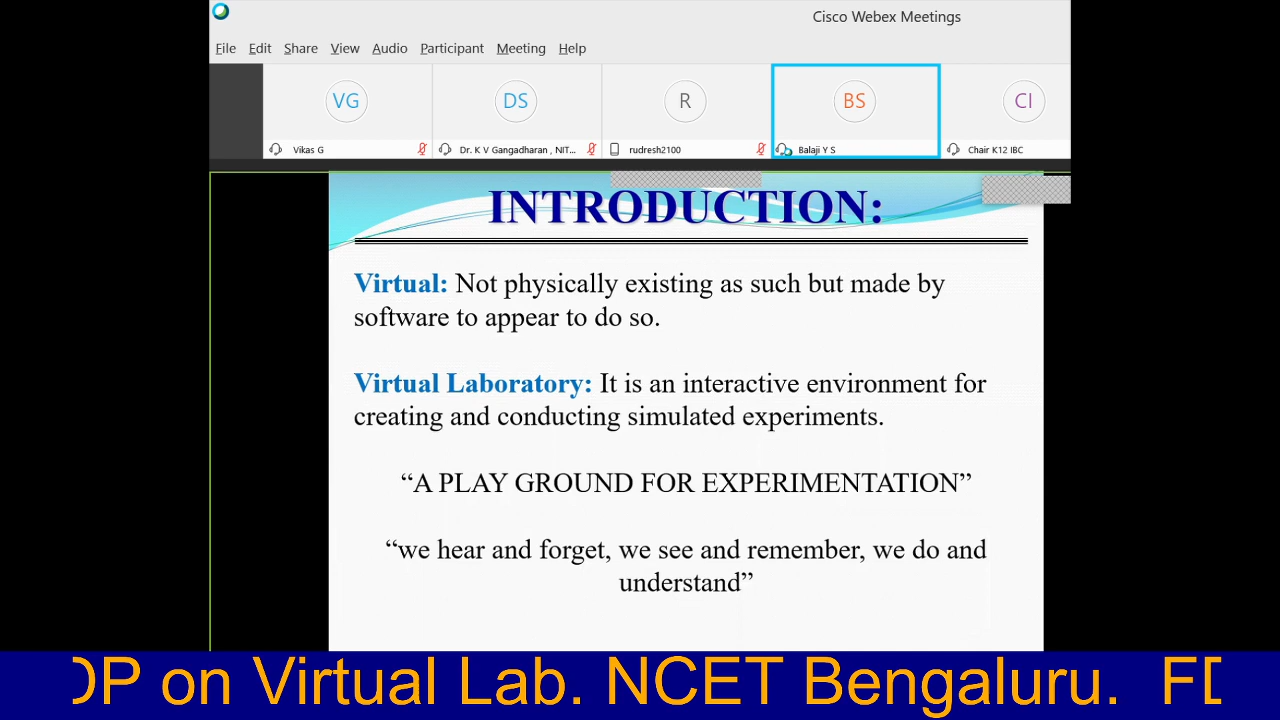 Cisco Webex Meetings
File Edit Share View Audio Participant Meeting Help
VG DS R BS CI
Vikas G Dr. K V Gangadharan , NIT... rudresh2100 Balaji Y S Chair K12 IBC
INTRODUCTION:
Virtual: Not physically existing as such but made by
software to appear to do so.
Virtual Laboratory: It is an interactive environment for
creating and conducting simulated experiments.
“A PLAY GROUND FOR EXPERIMENTATION”
“we hear and forget, we see and remember, we do and
understand”
on Virtual Lab. NCET Bengaluru.